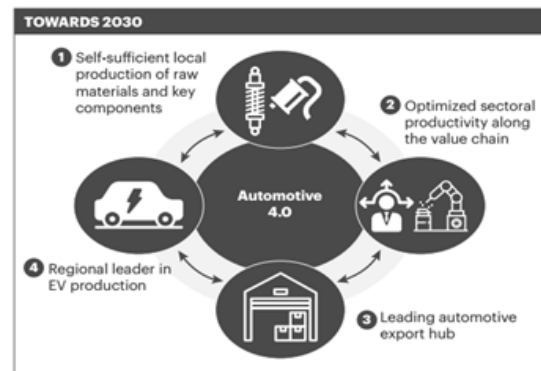 TOWARDS 2030
1 Self-sufficient local
production of raw
materials and key
components
2 Optimized sectoral
productivity along
the value chain
Automotive
4.0
4 Regional leader in
EV production
3 Leading automotive
export hub